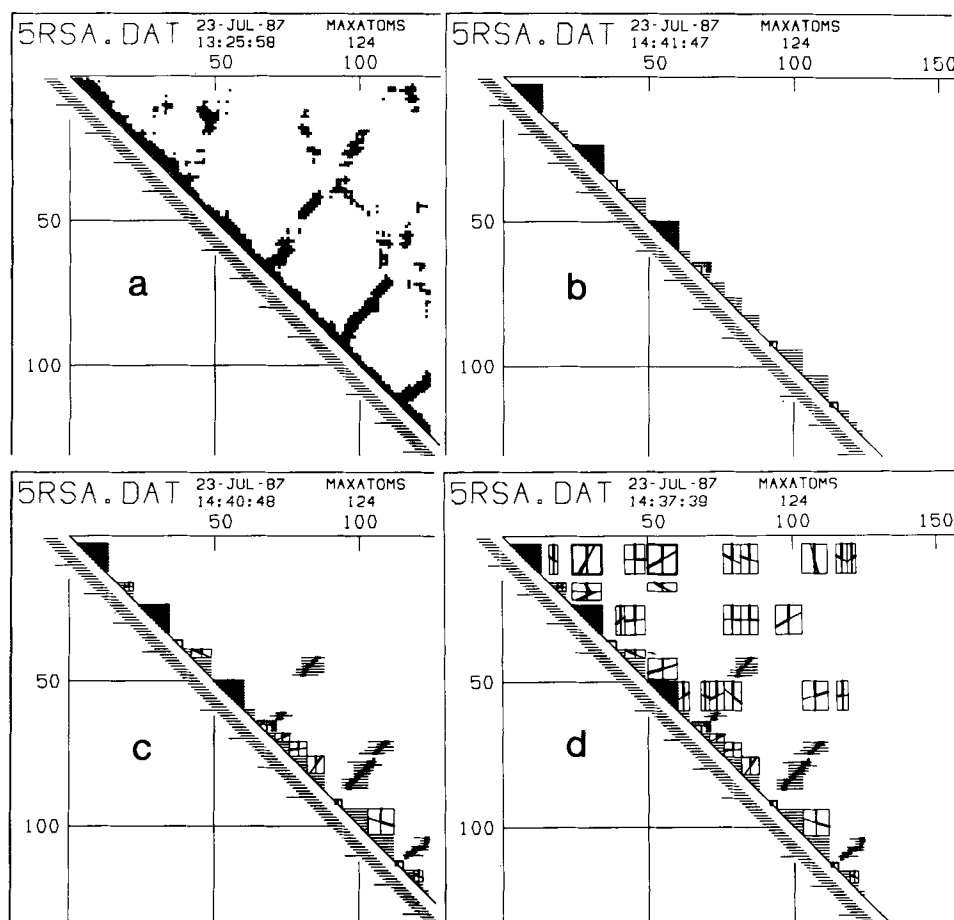 5RSA.DAT 23-JUL-87 MAXATOMS
13:25:58 124
50 100
50
a
100
5RSA.DAT 23-JUL-87 MAXATOMS
14:41:47 124
50 100 150
50
b
100
5RSA.DAT 23-JUL-87 MAXATOMS
14:40:48 124
50 100
50
c
100
5RSA.DAT 23-JUL-87 MAXATOMS
14:37:39 124
50 100 150
50
d
100